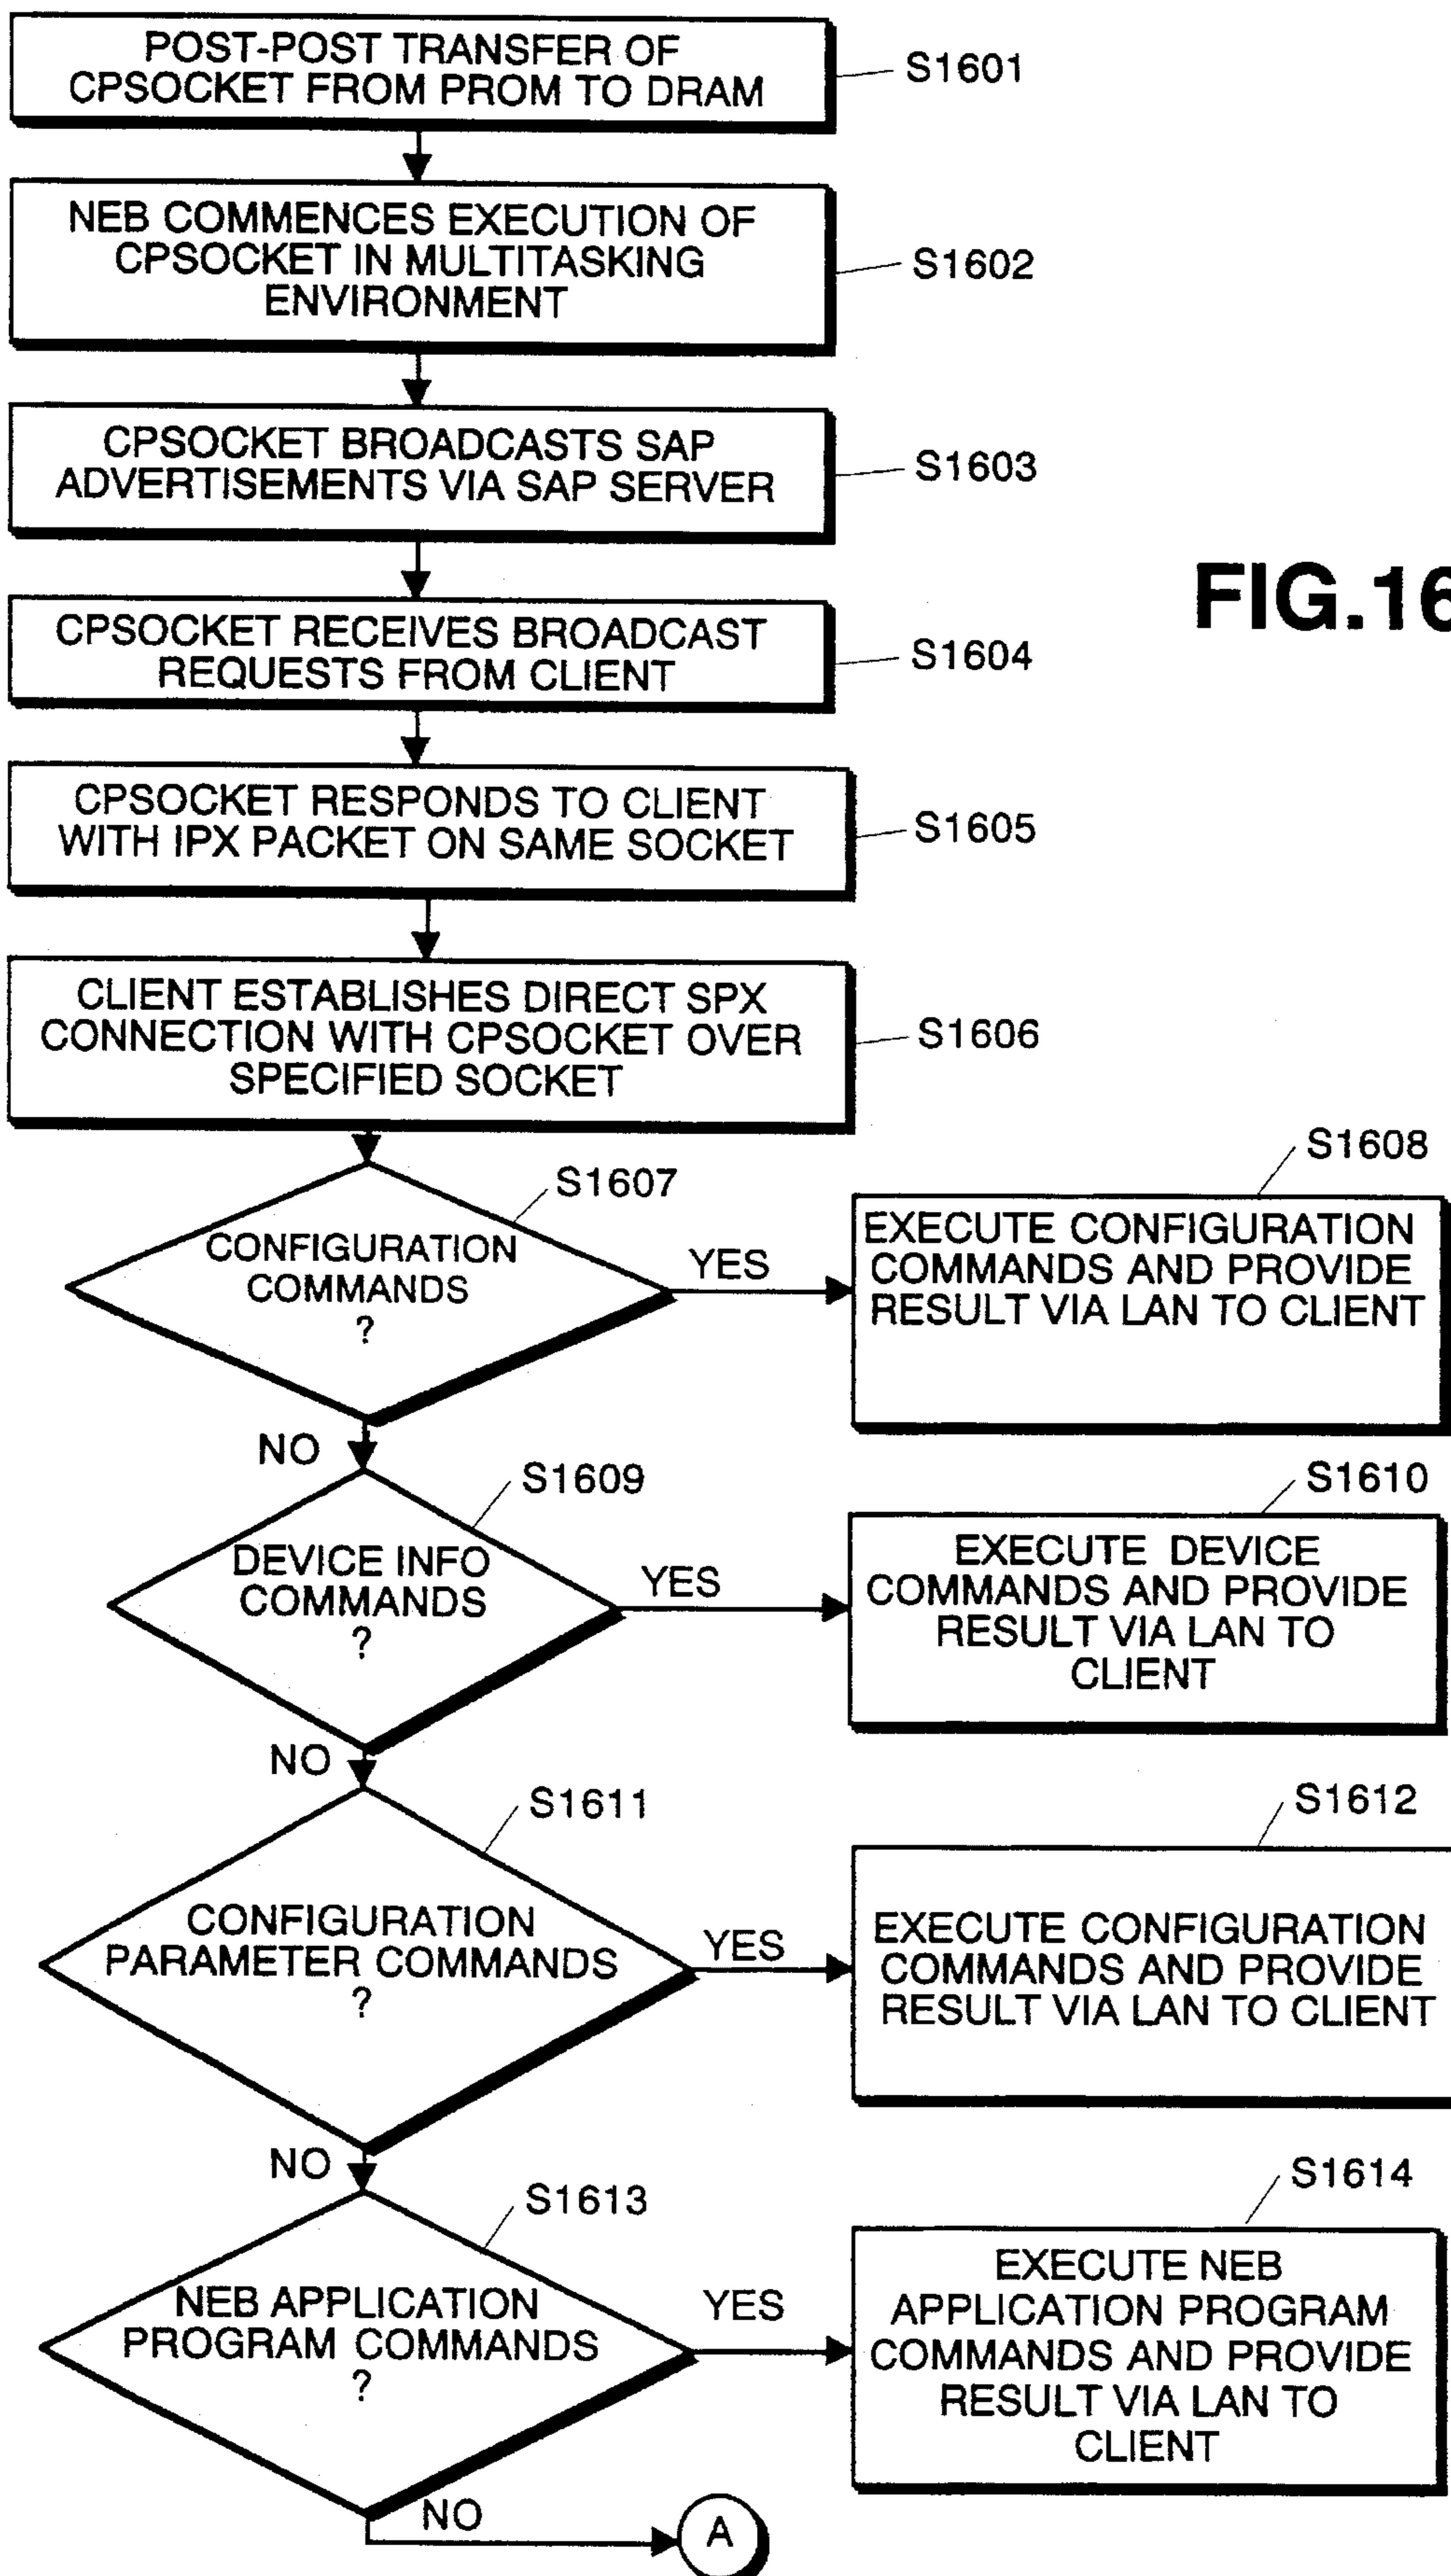 POST-POST TRANSFER OF
CPSOCKET FROM PROM TO DRAM
S1601
NEB COMMENCES EXECUTION OF
CPSOCKET IN MULTITASKING
ENVIRONMENT
S1602
CPSOCKET BROADCASTS SAP
ADVERTISEMENTS VIA SAP SERVER
S1603
FIG.16
CPSOCKET RECEIVES BROADCAST
REQUESTS FROM CLIENT
S1604
CPSOCKET RESPONDS TO CLIENT
WITH IPX PACKET ON SAME SOCKET
S1605
CLIENT ESTABLISHES DIRECT SPX
CONNECTION WITH CPSOCKET OVER
SPECIFIED SOCKET
S1606
S1607
CONFIGURATION
COMMANDS
?
YES
NO
S1608
EXECUTE CONFIGURATION
COMMANDS AND PROVIDE
RESULT VIA LAN TO CLIENT
S1609
DEVICE INFO
COMMANDS
?
YES
NO
S1610
EXECUTE DEVICE
COMMANDS AND PROVIDE
RESULT VIA LAN TO
CLIENT
S1611
CONFIGURATION
PARAMETER COMMANDS
?
YES
NO
S1612
EXECUTE CONFIGURATION
COMMANDS AND PROVIDE
RESULT VIA LAN TO CLIENT
S1613
NEB APPLICATION
PROGRAM COMMANDS
?
YES
NO
S1614
EXECUTE NEB
APPLICATION PROGRAM
COMMANDS AND PROVIDE
RESULT VIA LAN TO
CLIENT
A